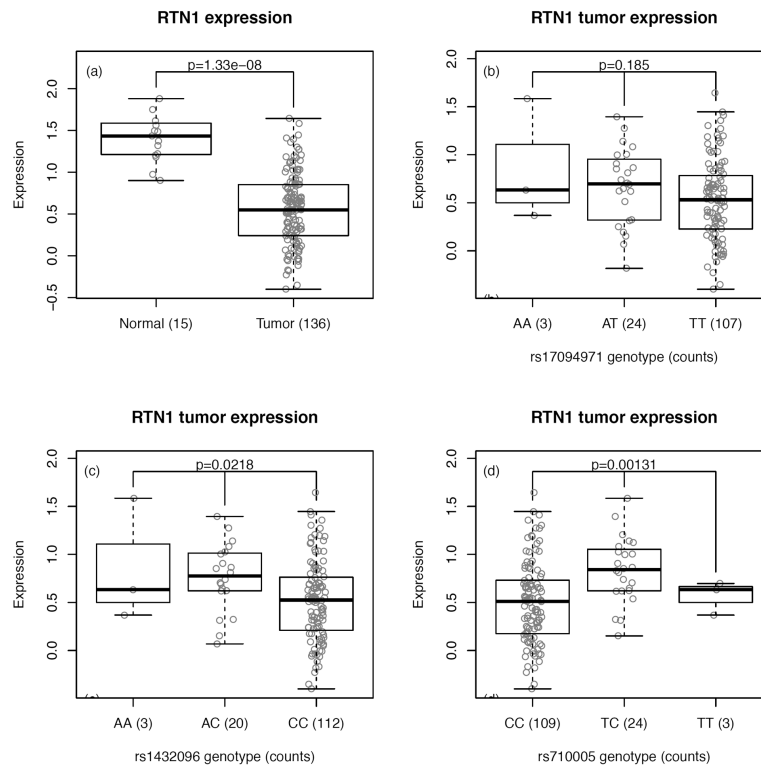 RTN1 expression
(a)
p=1.33e−08
Expression
2.0
1.5
1.0
0.5
0.0
−0.5
Normal (15)
Tumor (136)
RTN1 tumor expression
(b)
p=0.185
Expression
2.0
1.5
1.0
0.5
0.0
AA (3)
AT (24)
TT (107)
rs17094971 genotype (counts)
RTN1 tumor expression
(c)
p=0.0218
Expression
2.0
1.5
1.0
0.5
0.0
AA (3)
AC (20)
CC (112)
rs1432096 genotype (counts)
RTN1 tumor expression
(d)
p=0.00131
Expression
2.0
1.5
1.0
0.5
0.0
CC (109)
TC (24)
TT (3)
rs710005 genotype (counts)